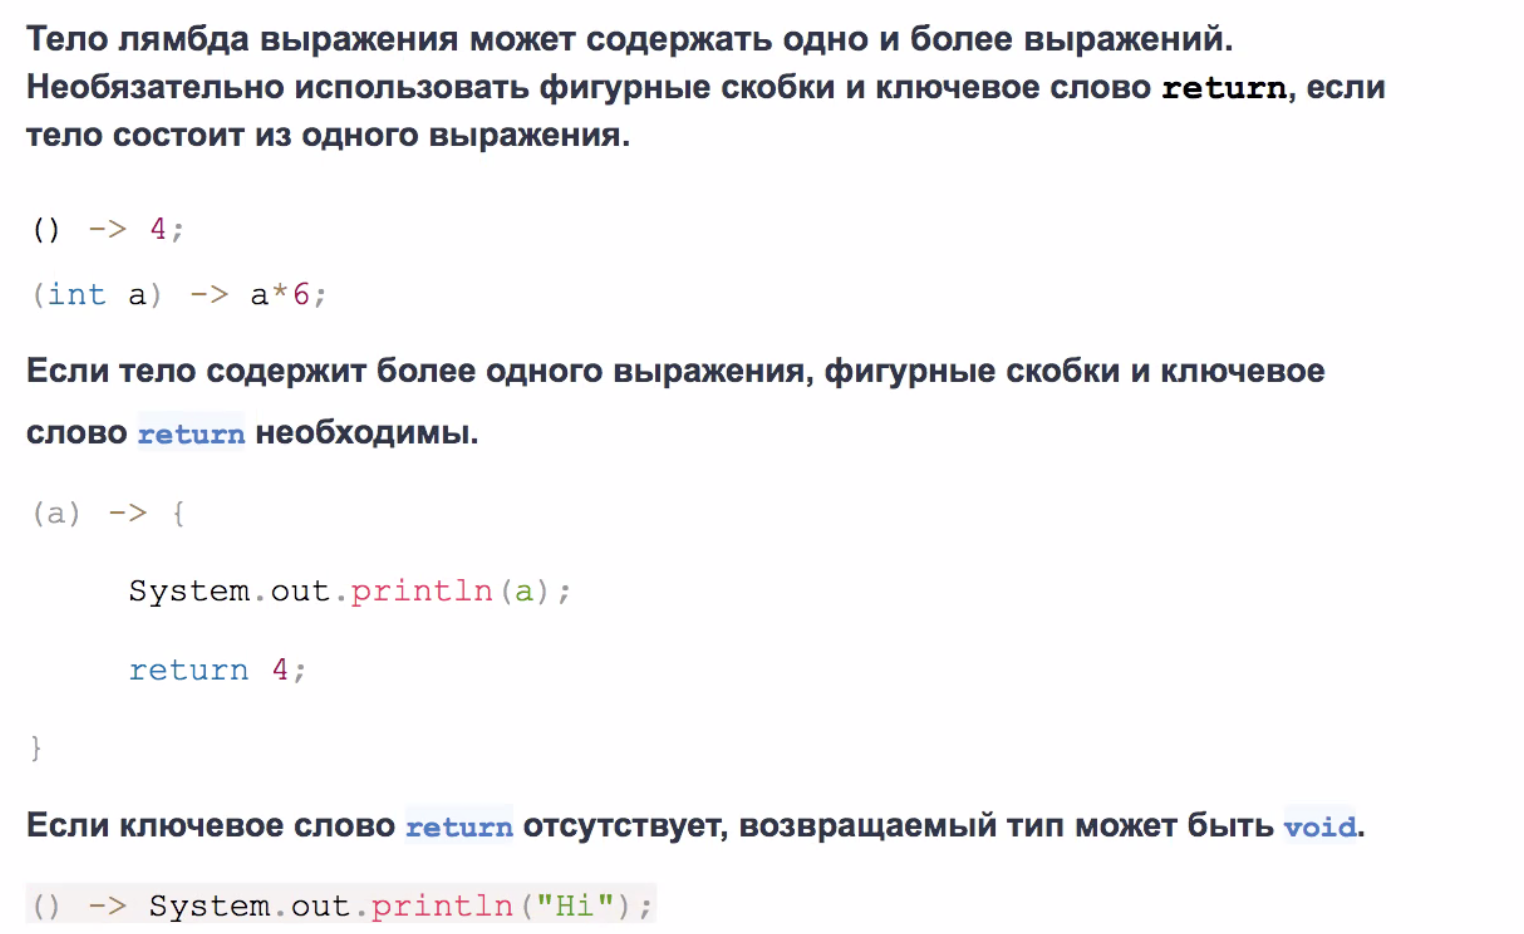 Тело лямбда выражения может содержать одно и более выражений.
Необязательно использовать фигурные скобки и ключевое слово return, если
тело состоит из одного выражения.
() -> 4;
(int a) -> a*6;
Если тело содержит более одного выражения, фигурные скобки и ключевое
слово return необходимы.
(a) -> {
System.out.println(a);
return 4;
}
Если ключевое слово return отсутствует, возвращаемый тип может быть void.
() -> System.out.println("Hi");